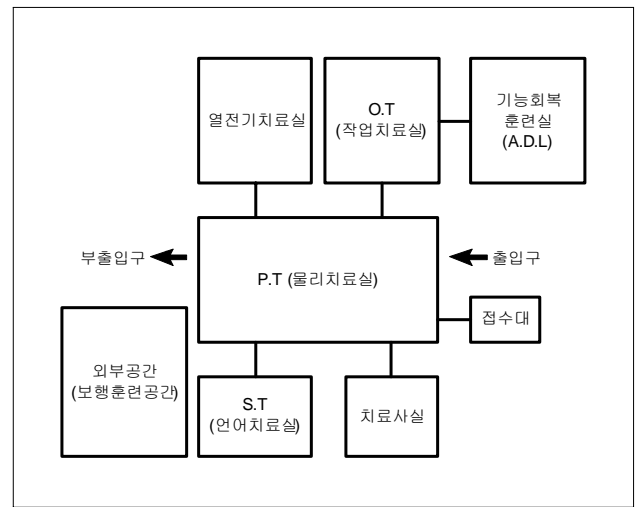 열전기치료실
O.T
(작업치료실)
기능회복
훈련실
(A.D.L)
부출입구
P.T (물리치료실)
출입구
접수대
외부공간
(보행훈련공간)
S.T
(언어치료실)
치료사실